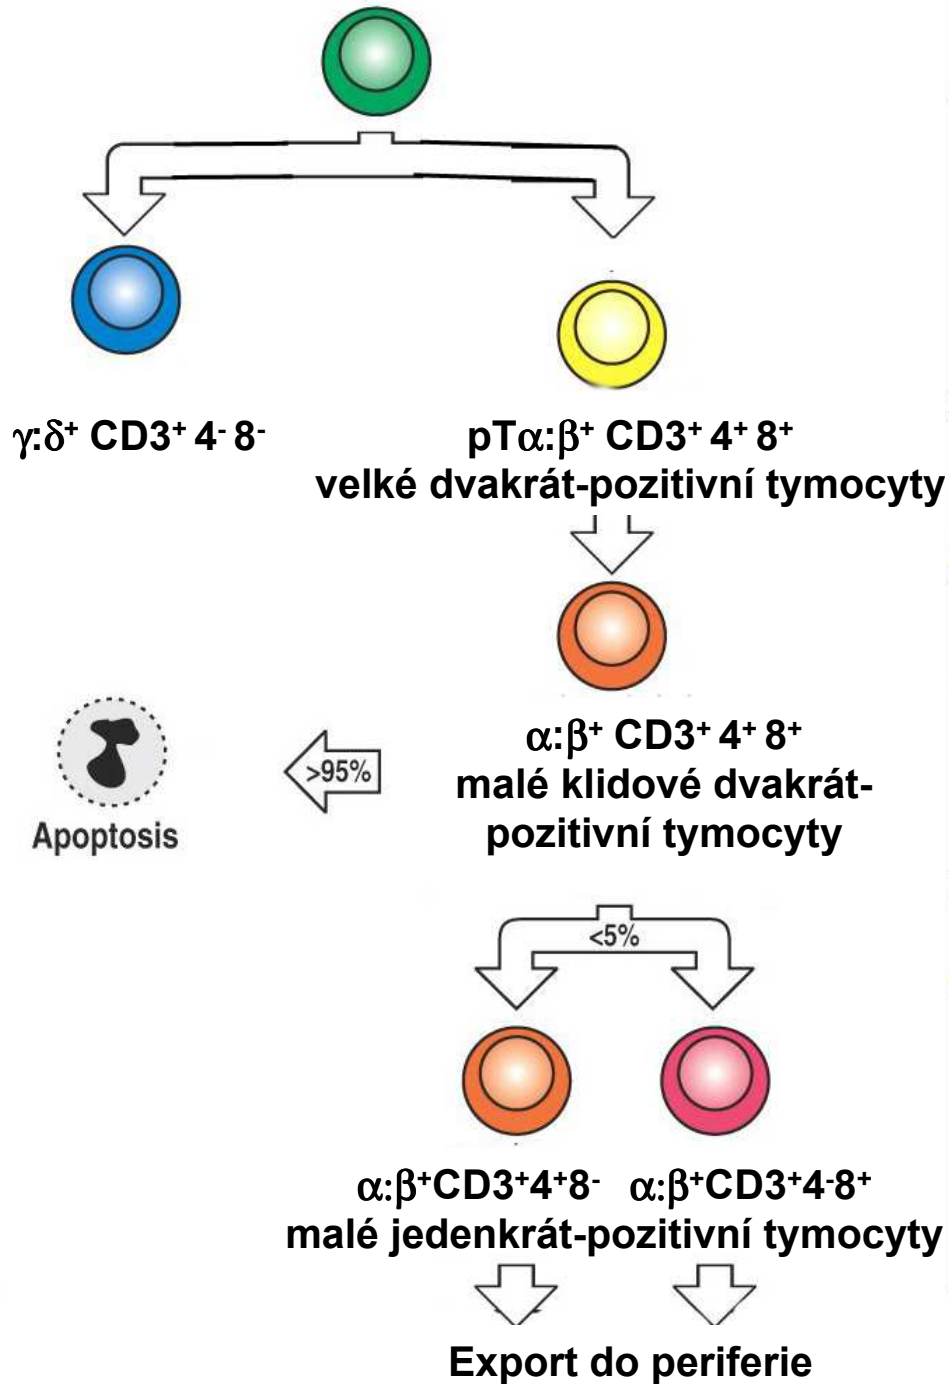 γ:δ⁺ CD3⁺ 4⁻ 8⁻
pTα:β⁺ CD3⁺ 4⁺ 8⁺
velké dvakrát-pozitivní tymocyty
α:β⁺ CD3⁺ 4⁺ 8⁺
malé klidové dvakrát-
pozitivní tymocyty
>95%
Apoptosis
<5%
α:β⁺CD3⁺4⁺8⁻ α:β⁺CD3⁺4⁻8⁺
malé jedenkrát-pozitivní tymocyty
Export do periferie